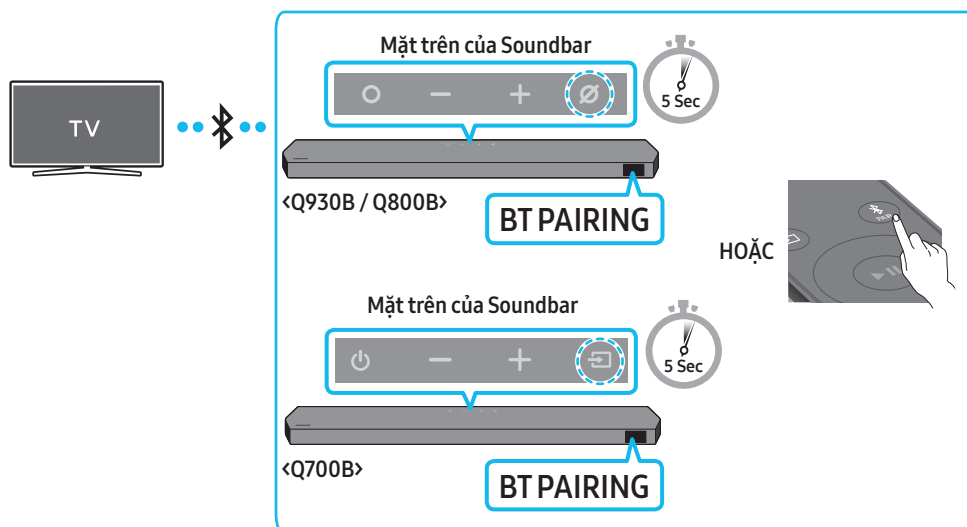 Mặt trên của Soundbar
5 Sec
TV
<Q930B / Q800B>
BT PAIRING
HOẶC
PAIR
Mặt trên của Soundbar
5 Sec
<Q700B>
BT PAIRING